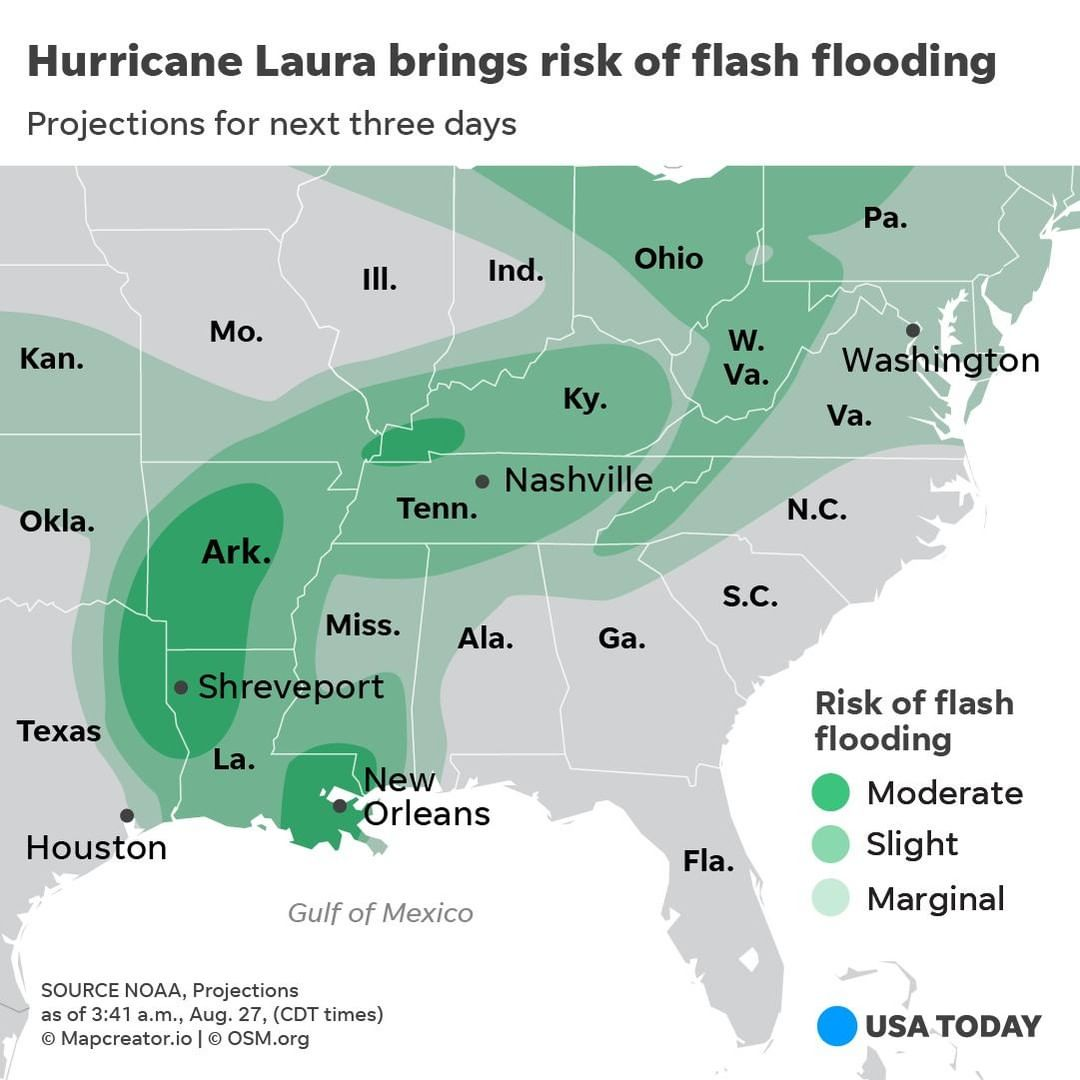 Hurricane Laura brings risk of flash flooding
Projections for next three days
Pa.
Ohio
Ind.
Ill.
Mo.
W.
Va.
Kan.
Washington
Ky.
Va.
Nashville
Tenn.
N.C.
Okla.
Ark.
S.C.
Miss.
Ala.
Ga.
Shreveport
Texas
La.
New
Orleans
Houston
Fla.
Gulf of Mexico
Risk of flash
flooding
Moderate
Slight
Marginal
SOURCE NOAA, Projections
as of 3:41 a.m., Aug. 27, (CDT times)
© Mapcreator.io | © OSM.org
USA TODAY